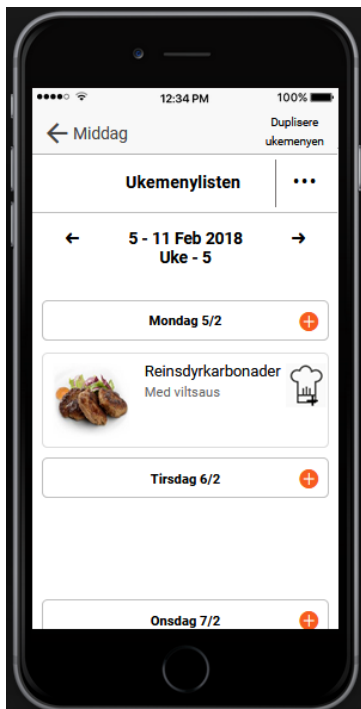 12:34 PM
100%
Middag
Duplisere
ukemenyen
Ukemenylisten
5 - 11 Feb 2018
Uke - 5
Mondag 5/2
Reinsdyrkarbonader
Med viltsaus
Tirsdag 6/2
Onsdag 7/2